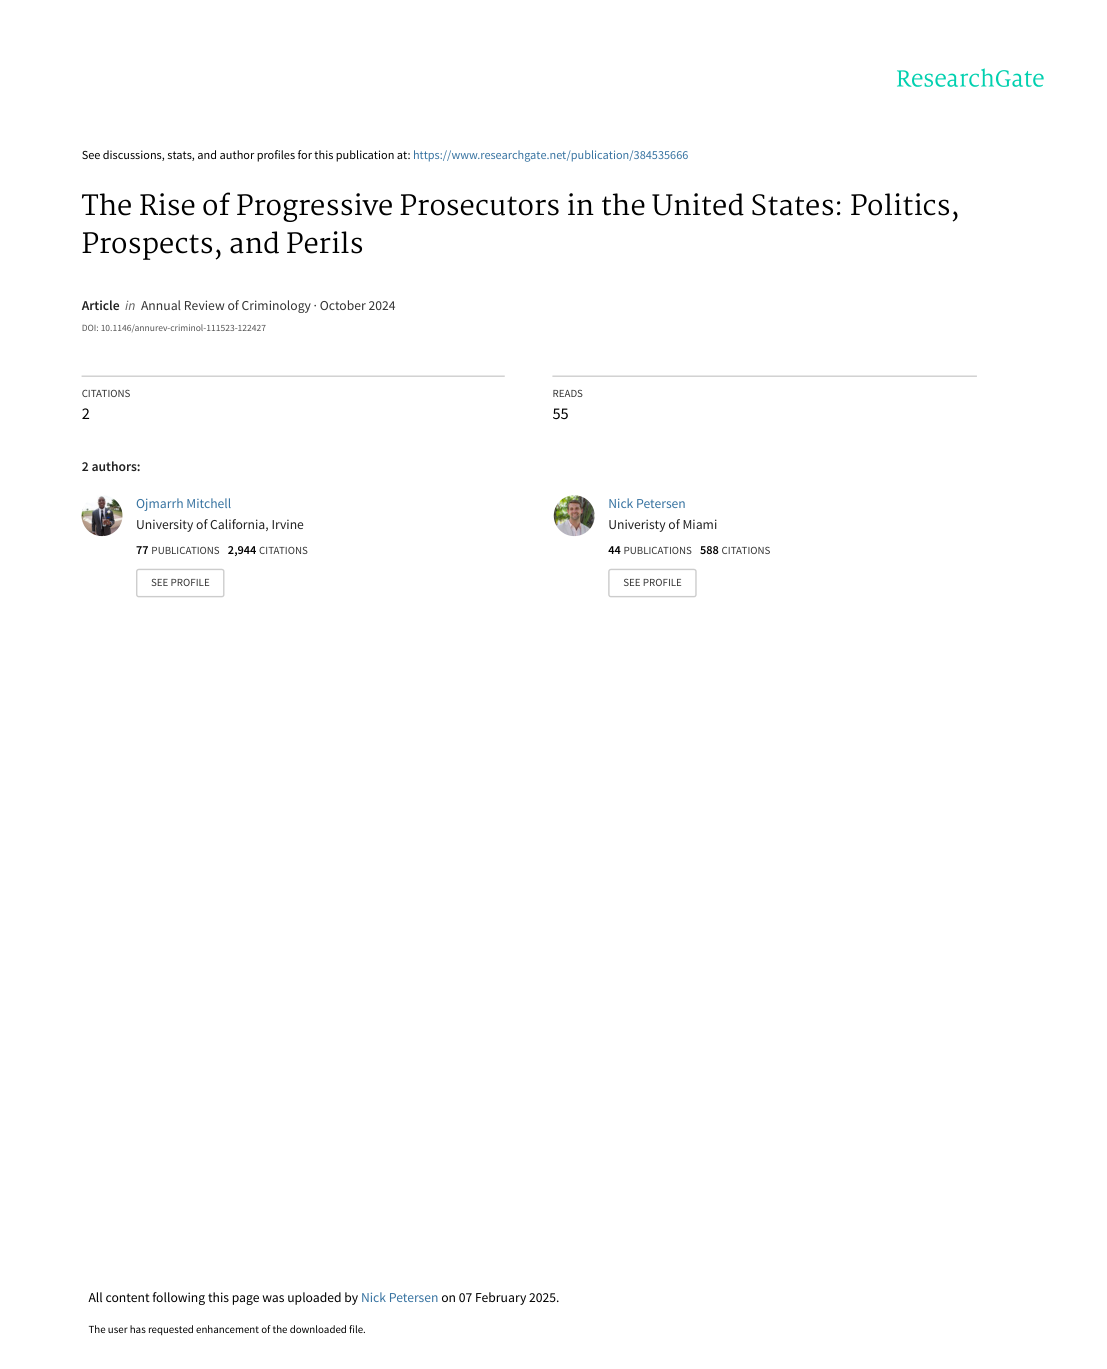 ResearchGate
See discussions, stats, and author profiles for this publication at: https://www.researchgate.net/publication/384535666
The Rise of Progressive Prosecutors in the United States: Politics,
Prospects, and Perils
Article in Annual Review of Criminology · October 2024
DOI: 10.1146/annurev-criminol-111523-122427
CITATIONS
2
READS
55
2 authors:
Ojmarrh Mitchell
University of California, Irvine
77 PUBLICATIONS 2,944 CITATIONS
SEE PROFILE
Nick Petersen
Univeristy of Miami
44 PUBLICATIONS 588 CITATIONS
SEE PROFILE
All content following this page was uploaded by Nick Petersen on 07 February 2025.
The user has requested enhancement of the downloaded file.